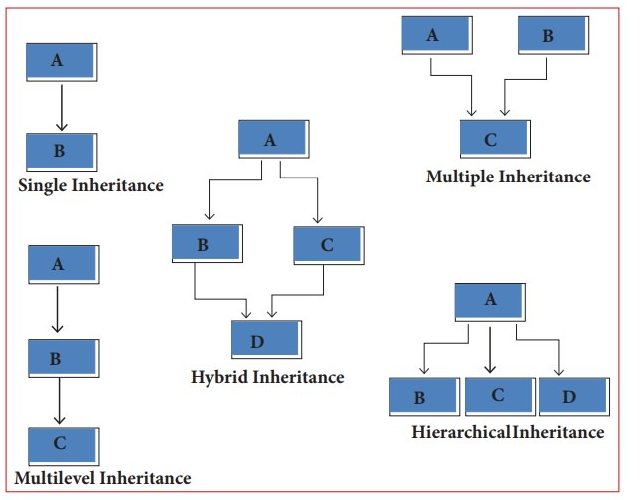 A
B
Single Inheritance
A
B
C
Multilevel Inheritance
A
B C
D
Hybrid Inheritance
A B
C
Multiple Inheritance
A
B C D
HierarchicalInheritance